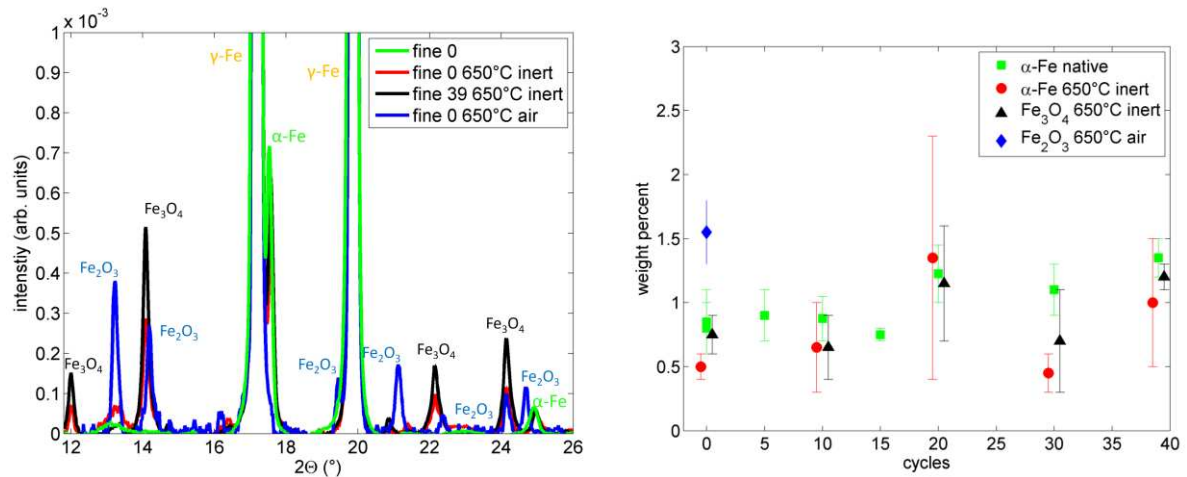 × 10⁻³
1
0.9
0.8
0.7
0.6
0.5
0.4
0.3
0.2
0.1
0
intenstiy (arb. units)
12 14 16 18 20 22 24 26
2Θ (°)
γ-Fe
γ-Fe
α-Fe
Fe₃O₄
Fe₂O₃
Fe₂O₃
Fe₃O₄
Fe₃O₄
Fe₃O₄
Fe₂O₃
Fe₂O₃
Fe₂O₃
Fe₂O₃
α-Fe
fine 0
fine 0 650°C inert
fine 39 650°C inert
fine 0 650°C air
3
2.5
2
1.5
1
0.5
0
weight percent
0 5 10 15 20 25 30 35 40
cycles
α-Fe native
α-Fe 650°C inert
Fe₃O₄ 650°C inert
Fe₂O₃ 650°C air